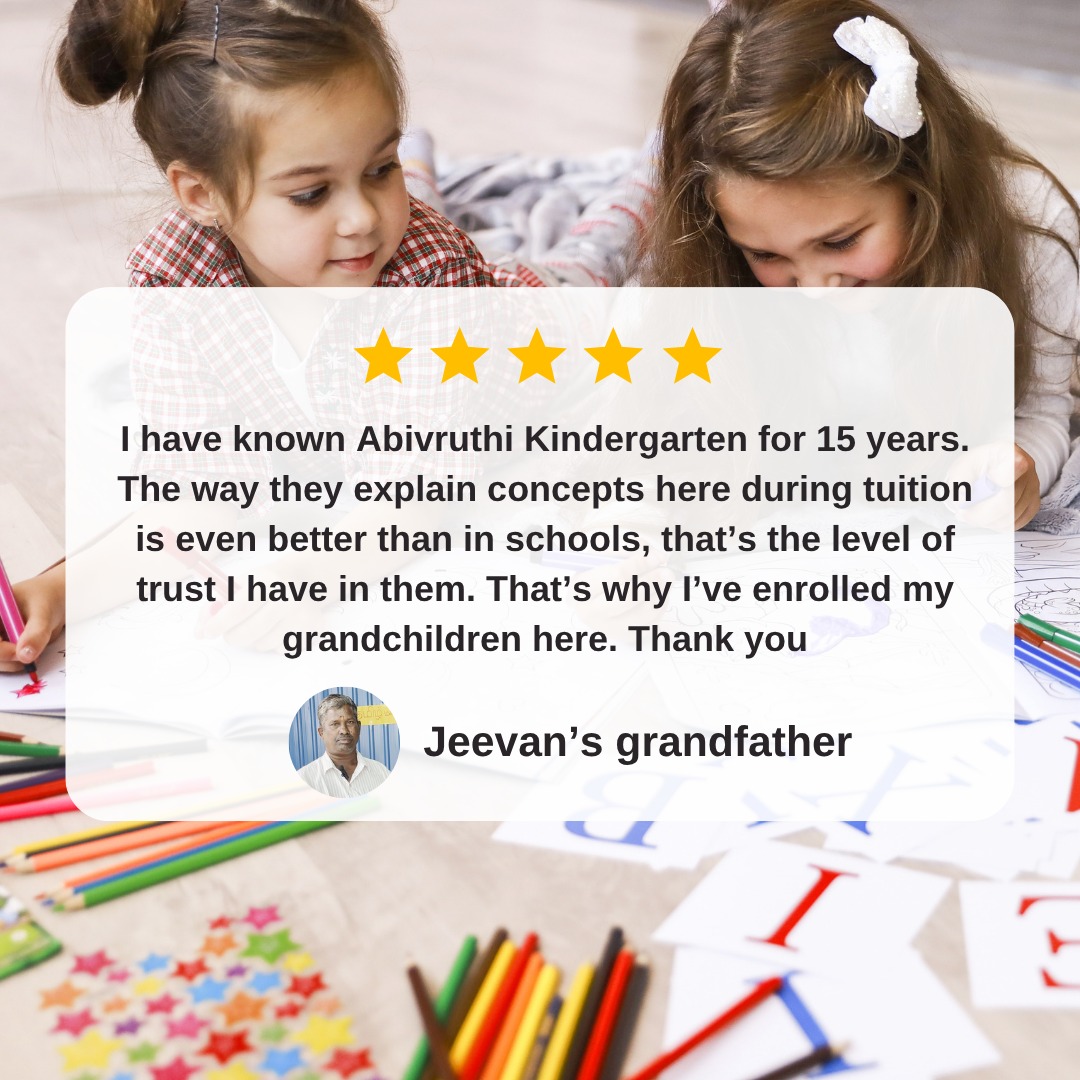 I have known Abivruthi Kindergarten for 15 years.
The way they explain concepts here during tuition
is even better than in schools, that’s the level of
trust I have in them. That’s why I’ve enrolled my
grandchildren here. Thank you
Jeevan’s grandfather
B
A
I
E